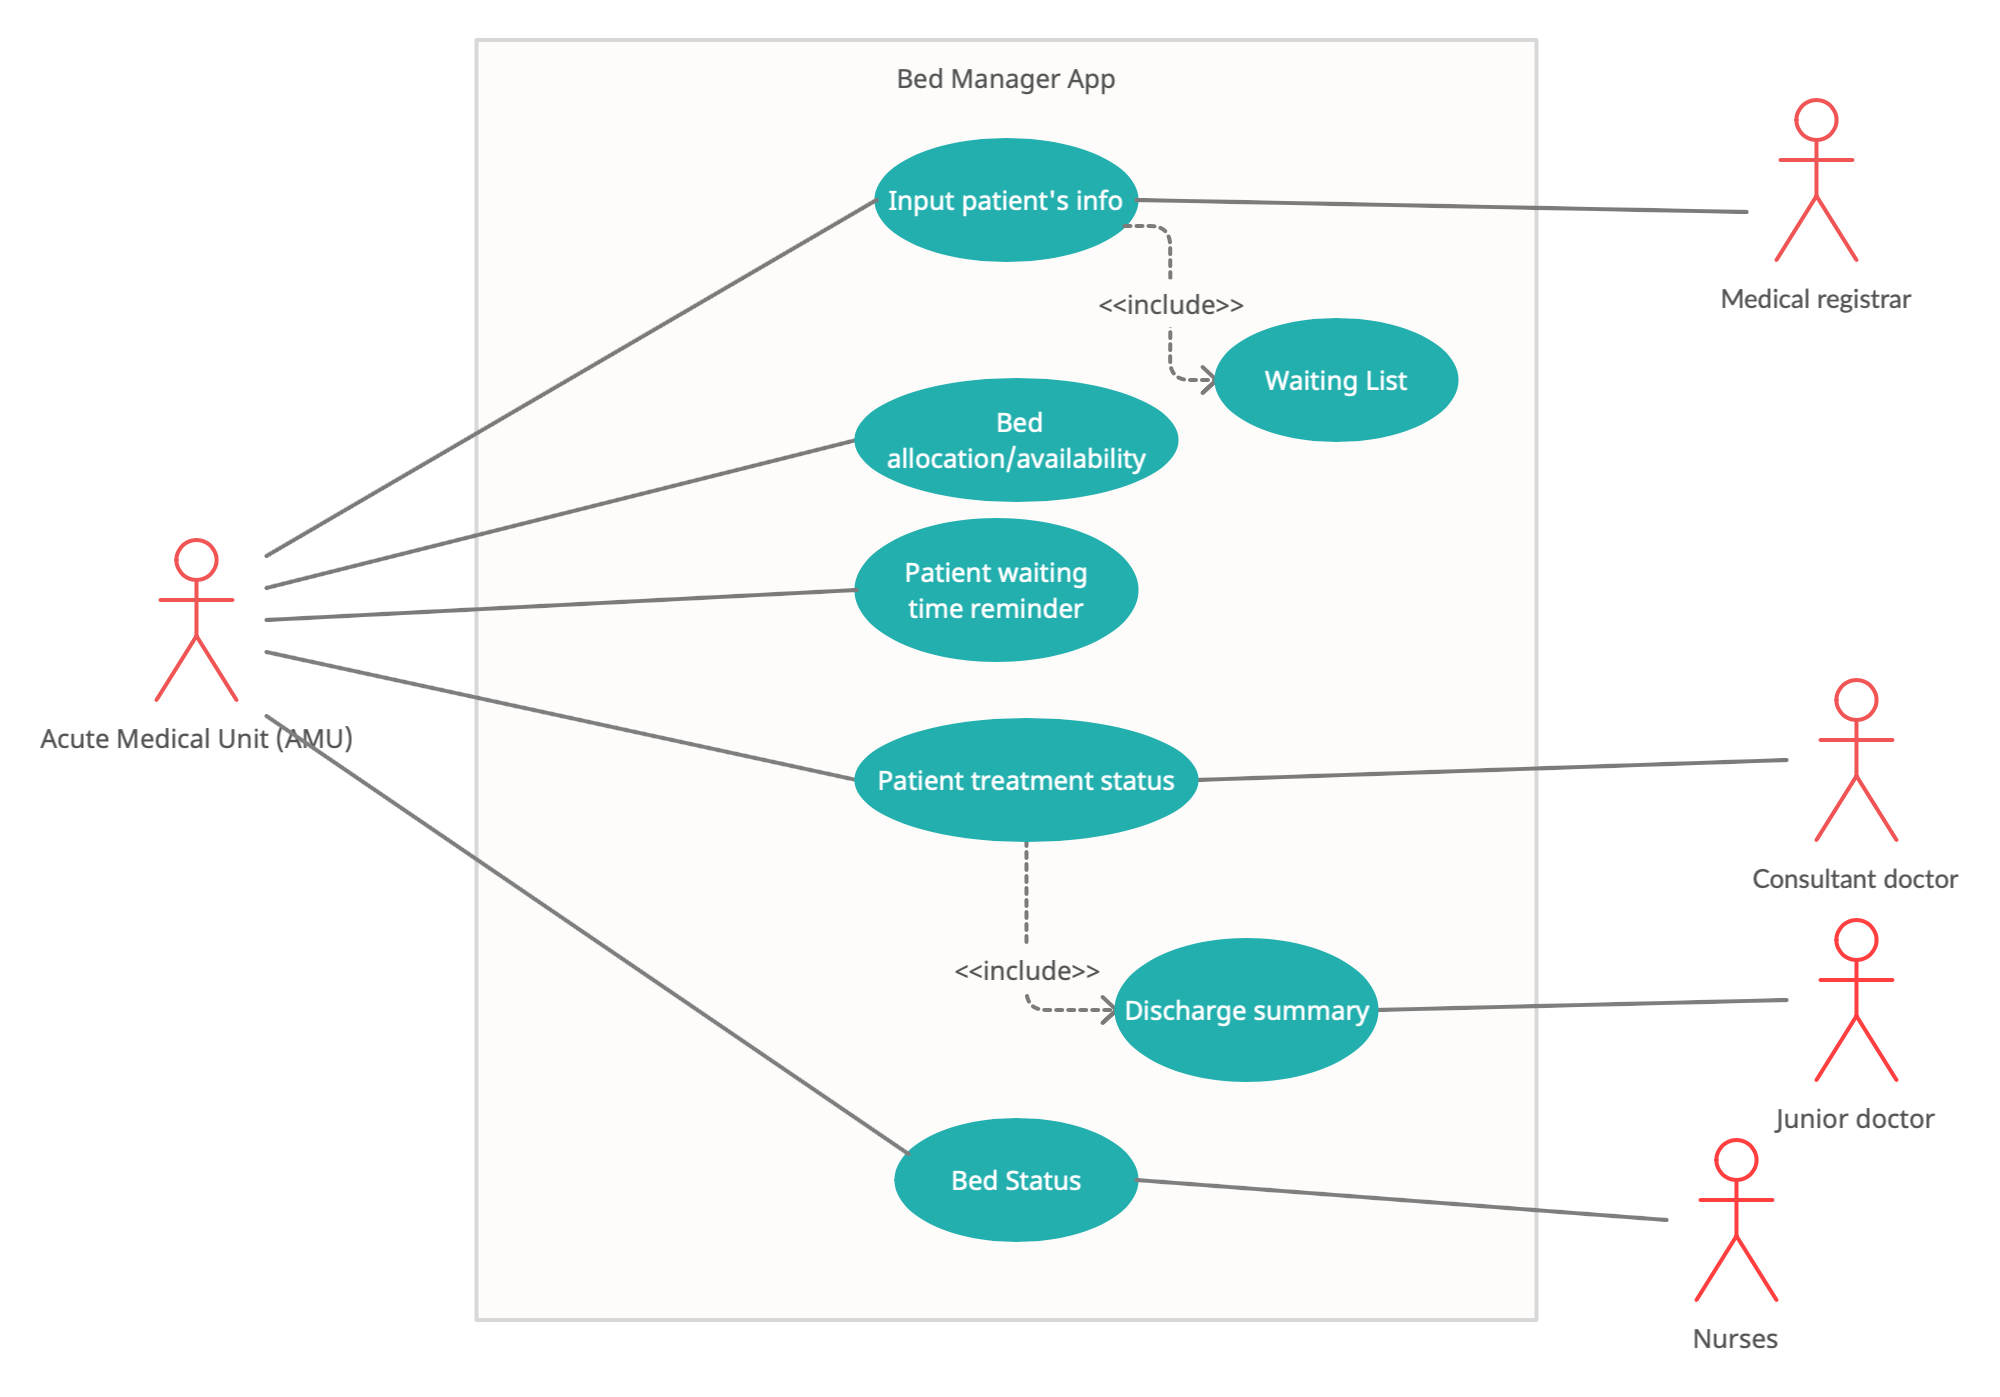 Bed Manager App
Input patient's info
<<include>>
Waiting List
Medical registrar
Bed
allocation/availability
Patient waiting
time reminder
Acute Medical Unit (AMU)
Patient treatment status
Consultant doctor
<<include>>
Discharge summary
Junior doctor
Bed Status
Nurses